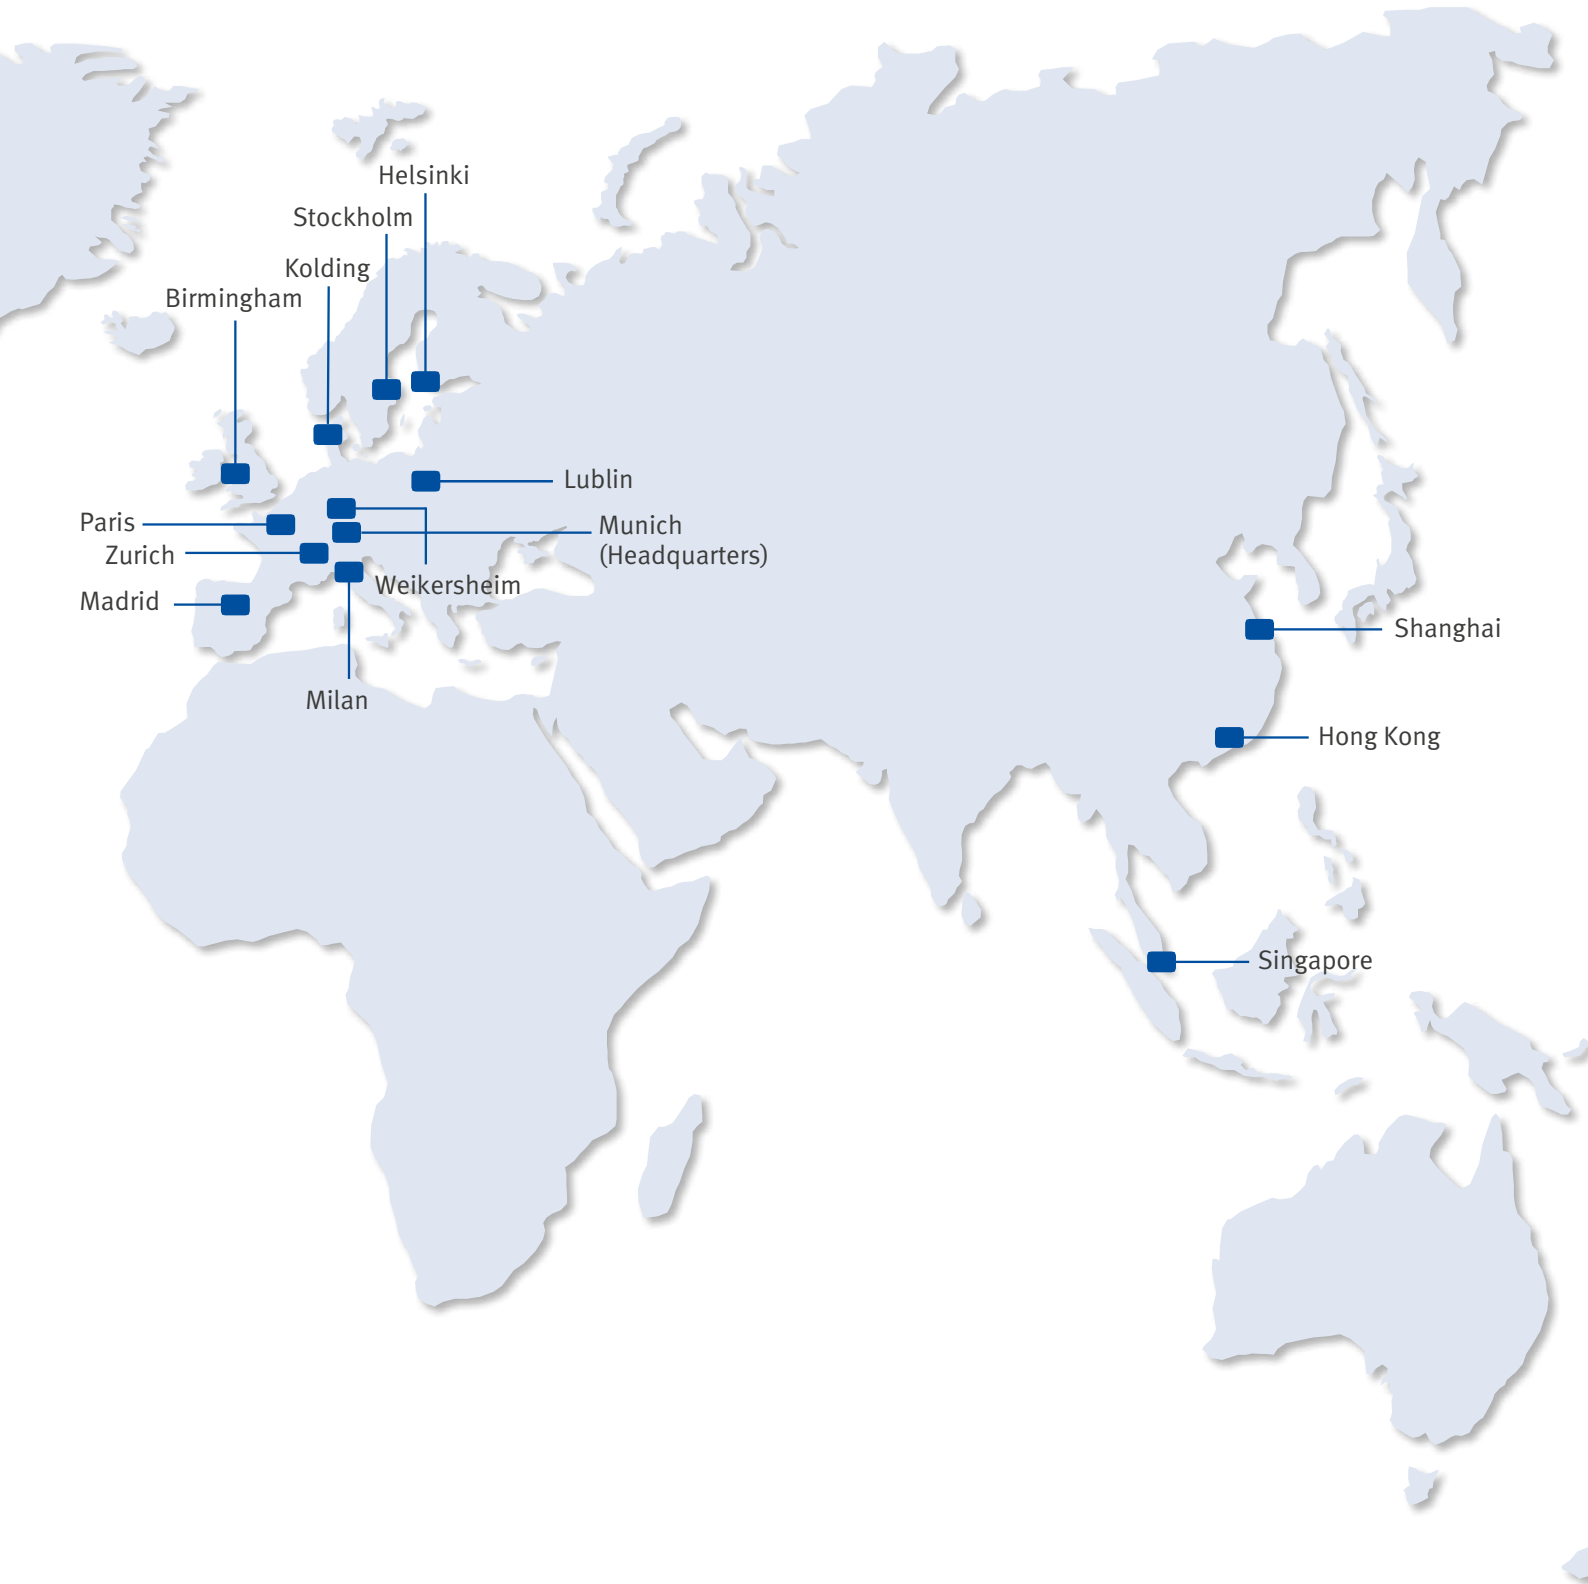 Helsinki
Stockholm
Kolding
Birmingham
Lublin
Paris
Munich
(Headquarters)
Zurich
Weikersheim
Madrid
Shanghai
Milan
Hong Kong
Singapore